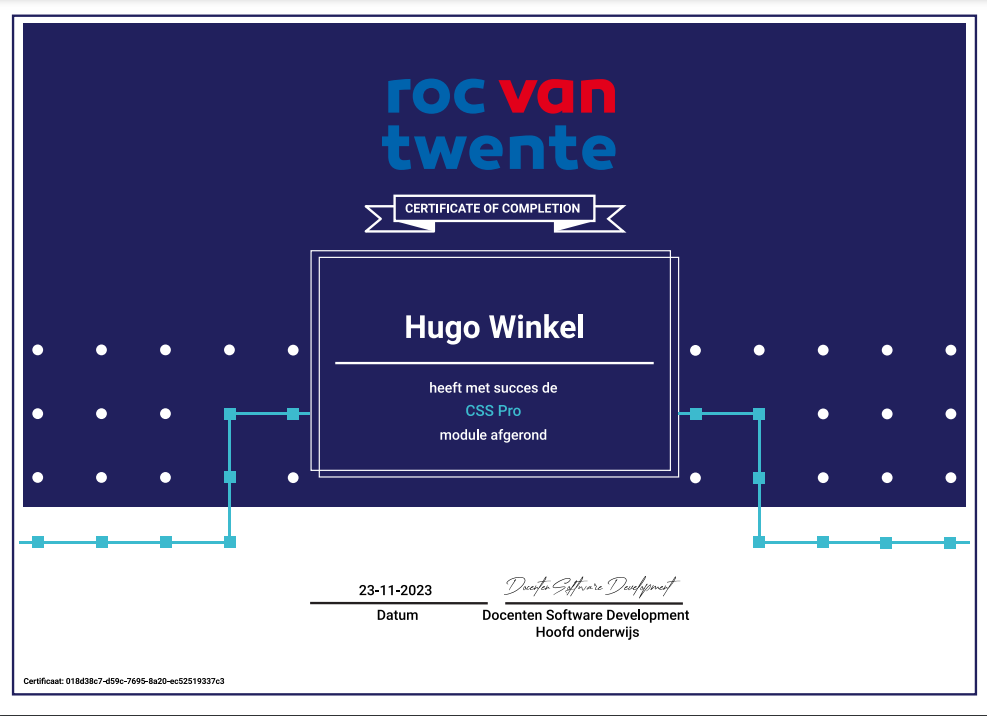 roc van
twente
CERTIFICATE OF COMPLETION
Hugo Winkel
heeft met succes de
CSS Pro
module afgerond
23-11-2023
Docenten Software Development
Datum
Docenten Software Development
Hoofd onderwijs
Certificaat: 018d38c7-d59c-7695-8a20-ec52519337c3